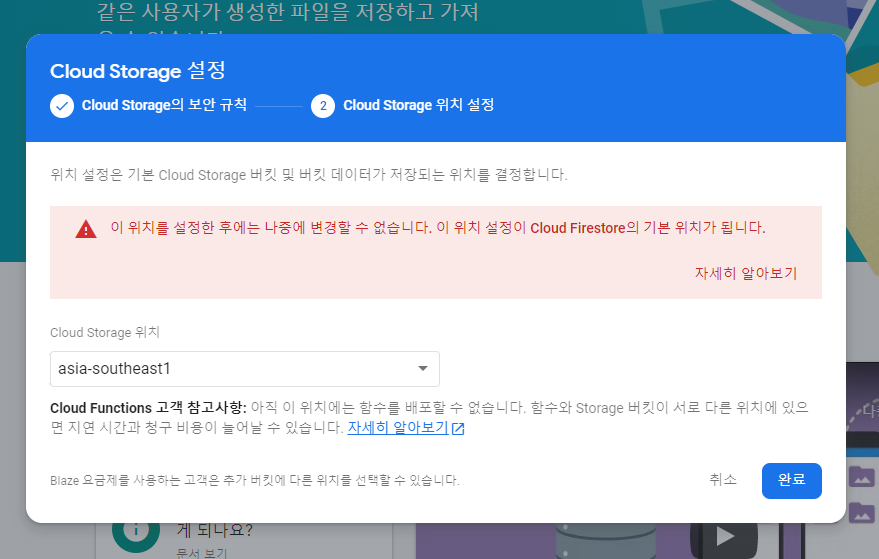 같은 사용자가 생성한 파일을 저장하고 가져
Cloud Storage 설정
Cloud Storage의 보안 규칙
2 Cloud Storage 위치 설정
위치 설정은 기본 Cloud Storage 버킷 및 버킷 데이터가 저장되는 위치를 결정합니다.
이 위치를 설정한 후에는 나중에 변경할 수 없습니다. 이 위치 설정이 Cloud Firestore의 기본 위치가 됩니다.
자세히 알아보기
Cloud Storage 위치
asia-southeast1
Cloud Functions 고객 참고사항: 아직 이 위치에는 함수를 배포할 수 없습니다. 함수와 Storage 버킷이 서로 다른 위치에 있으
면 지연 시간과 청구 비용이 늘어날 수 있습니다. 자세히 알아보기
Blaze 요금제를 사용하는 고객은 추가 버킷에 다른 위치를 선택할 수 있습니다.
취소
완료
게 되나요?
문서 보기